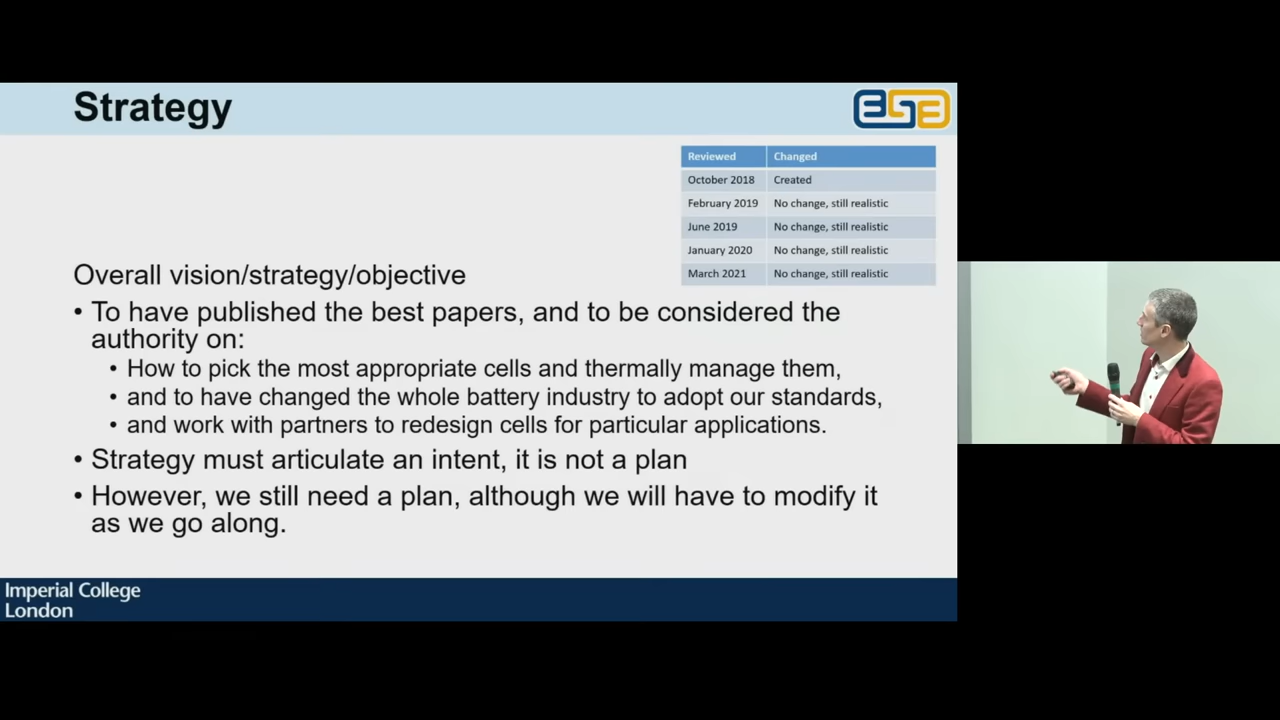 Strategy
ESE
Reviewed Changed
October 2018 Created
February 2019 No change, still realistic
June 2019 No change, still realistic
January 2020 No change, still realistic
March 2021 No change, still realistic
Overall vision/strategy/objective
• To have published the best papers, and to be considered the
authority on:
• How to pick the most appropriate cells and thermally manage them,
• and to have changed the whole battery industry to adopt our standards,
• and work with partners to redesign cells for particular applications.
• Strategy must articulate an intent, it is not a plan
• However, we still need a plan, although we will have to modify it
as we go along.
Imperial College
London